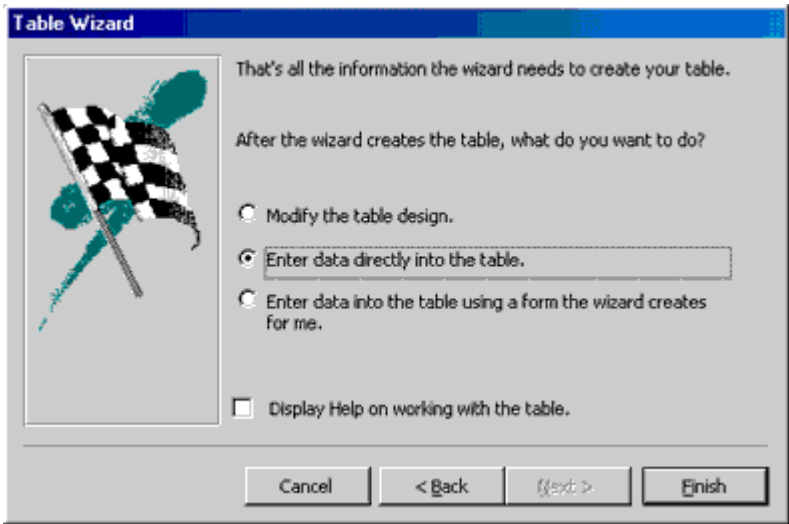 Table Wizard
That's all the information the wizard needs to create your table.
After the wizard creates the table, what do you want to do?
Modify the table design.
Enter data directly into the table.
Enter data into the table using a form the wizard creates
for me.
Display Help on working with the table.
Cancel
< Back
Next >
Finish